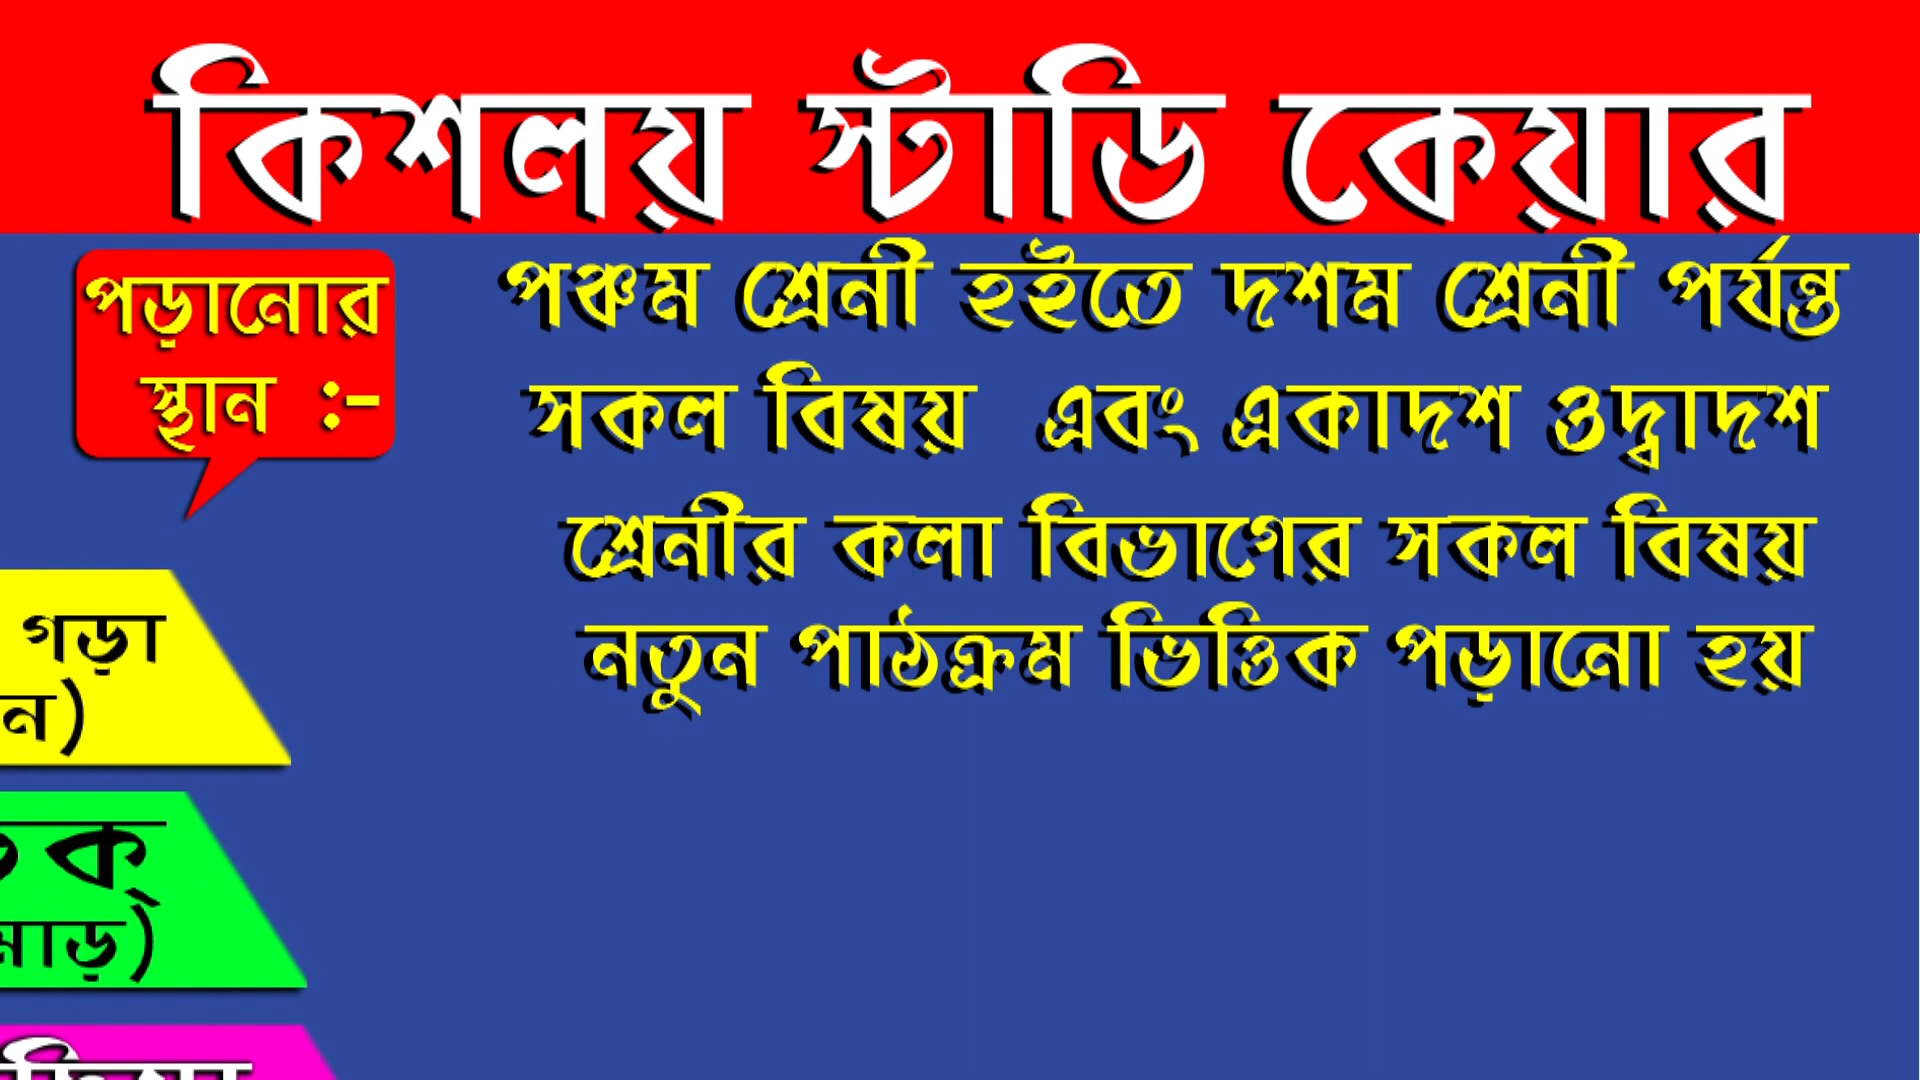 কিশলয় স্টাডি কেয়ার
পড়ানোর
স্থান :-
পঞ্চম শ্রেনী হইতে দশম শ্রেনী পর্যন্ত
সকল বিষয় এবং একাদশ ওদ্বাদশ
শ্রেনীর কলা বিভাগের সকল বিষয়
নতুন পাঠক্রম ভিত্তিক পড়ানো হয়
গড়া